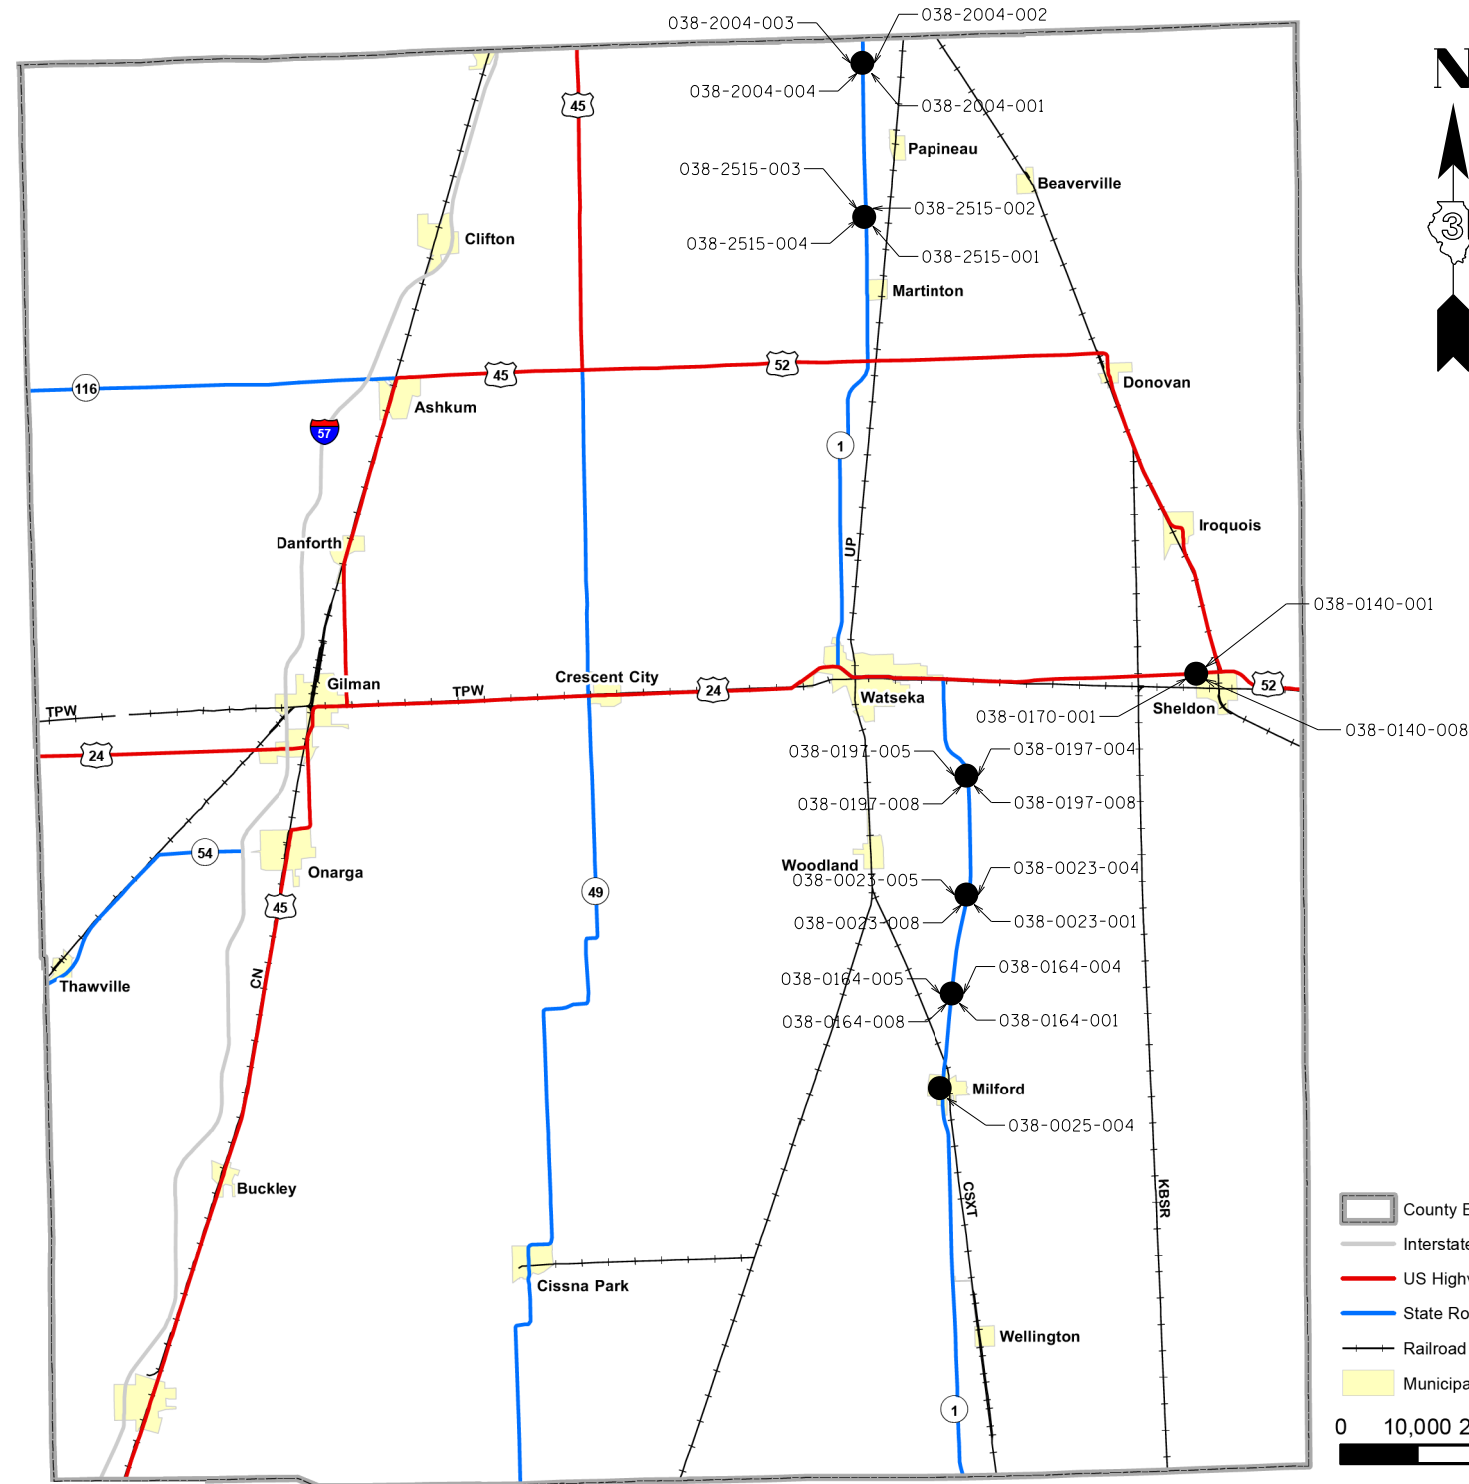 038-2004-003
038-2004-002
N
45
038-2004-004
038-2004-001
Papineau
038-2515-003
Beaverville
038-2515-002
3
Clifton
038-2515-004
038-2515-001
Martinton
52
45
116
Donovan
Ashkum
57
1
Iroquois
Danforth
UP
038-0140-001
Crescent City
Gilman
TPW
24
52
Watseka
TPW
Sheldon
038-0170-001
038-0140-008
24
038-0197-005
038-0197-004
038-0197-008
038-0197-008
54
Woodland
Onarga
038-0023-005
038-0023-004
49
45
038-0023-008
038-0023-001
CN
038-0164-005
038-0164-004
Thawville
038-0164-008
038-0164-001
Milford
038-0025-004
Buckley
CSXT
KBSR
Cissna Park
Wellington
1
County
Interstate
US High
State Ro
Railroad
Municipa
0 10,000 2